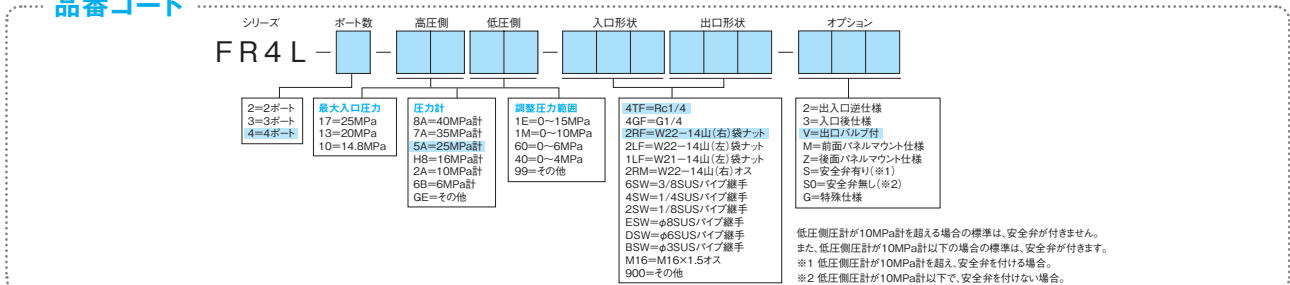 品番コード
シリーズ ポート数 高圧側 低圧側 入口形状 出口形状 オプション
FR4L − − − −
2=2ポート
3=3ポート
4=4ポート
最大入口圧力
17=25MPa
13=20MPa
10=14.8MPa
圧力計
8A=40MPa計
7A=35MPa計
5A=25MPa計
H8=16MPa計
2A=10MPa計
6B=6MPa計
GE=その他
調整圧力範囲
1E=0〜15MPa
1M=0〜10MPa
60=0〜6MPa
40=0〜4MPa
99=その他
4TF=Rc1/4
4GF=G1/4
2RF=W22−14山(右)袋ナット
2LF=W22−14山(左)袋ナット
1LF=W21−14山(左)袋ナット
2RM=W22−14山(右)オス
6SW=3/8SUSパイプ継手
4SW=1/4SUSパイプ継手
2SW=1/8SUSパイプ継手
ESW=φ8SUSパイプ継手
DSW=φ6SUSパイプ継手
BSW=φ3SUSパイプ継手
M16=M16×1.5オス
900=その他
2=出入口逆仕様
3=入口後仕様
V=出口バルブ付
M=前面パネルマウント仕様
Z=後面パネルマウント仕様
S=安全弁有り(※1)
S0=安全弁無し(※2)
G=特殊仕様
低圧側圧計が10MPa計を超える場合の標準は、安全弁が付きません。
また、低圧側圧計が10MPa計以下の場合の標準は、安全弁が付きます。
※1 低圧側圧計が10MPa計を超え、安全弁を付ける場合。
※2 低圧側圧計が10MPa計以下で、安全弁を付けない場合。